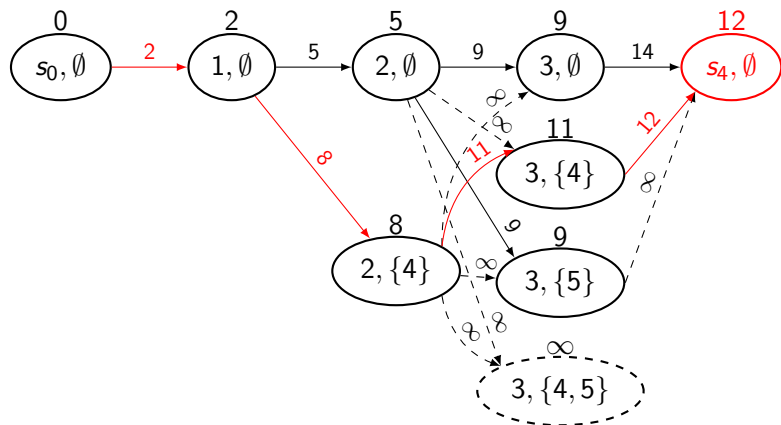 0 2 5 9 12
s₀, ∅ 2 1, ∅ 5 2, ∅ 9 3, ∅ 14 s₄, ∅
∞
∞
11
8 11 12
3, {4}
∞
8 9 9
2, {4} ∞ 3, {5}
∞ ∞
∞
3, {4, 5}